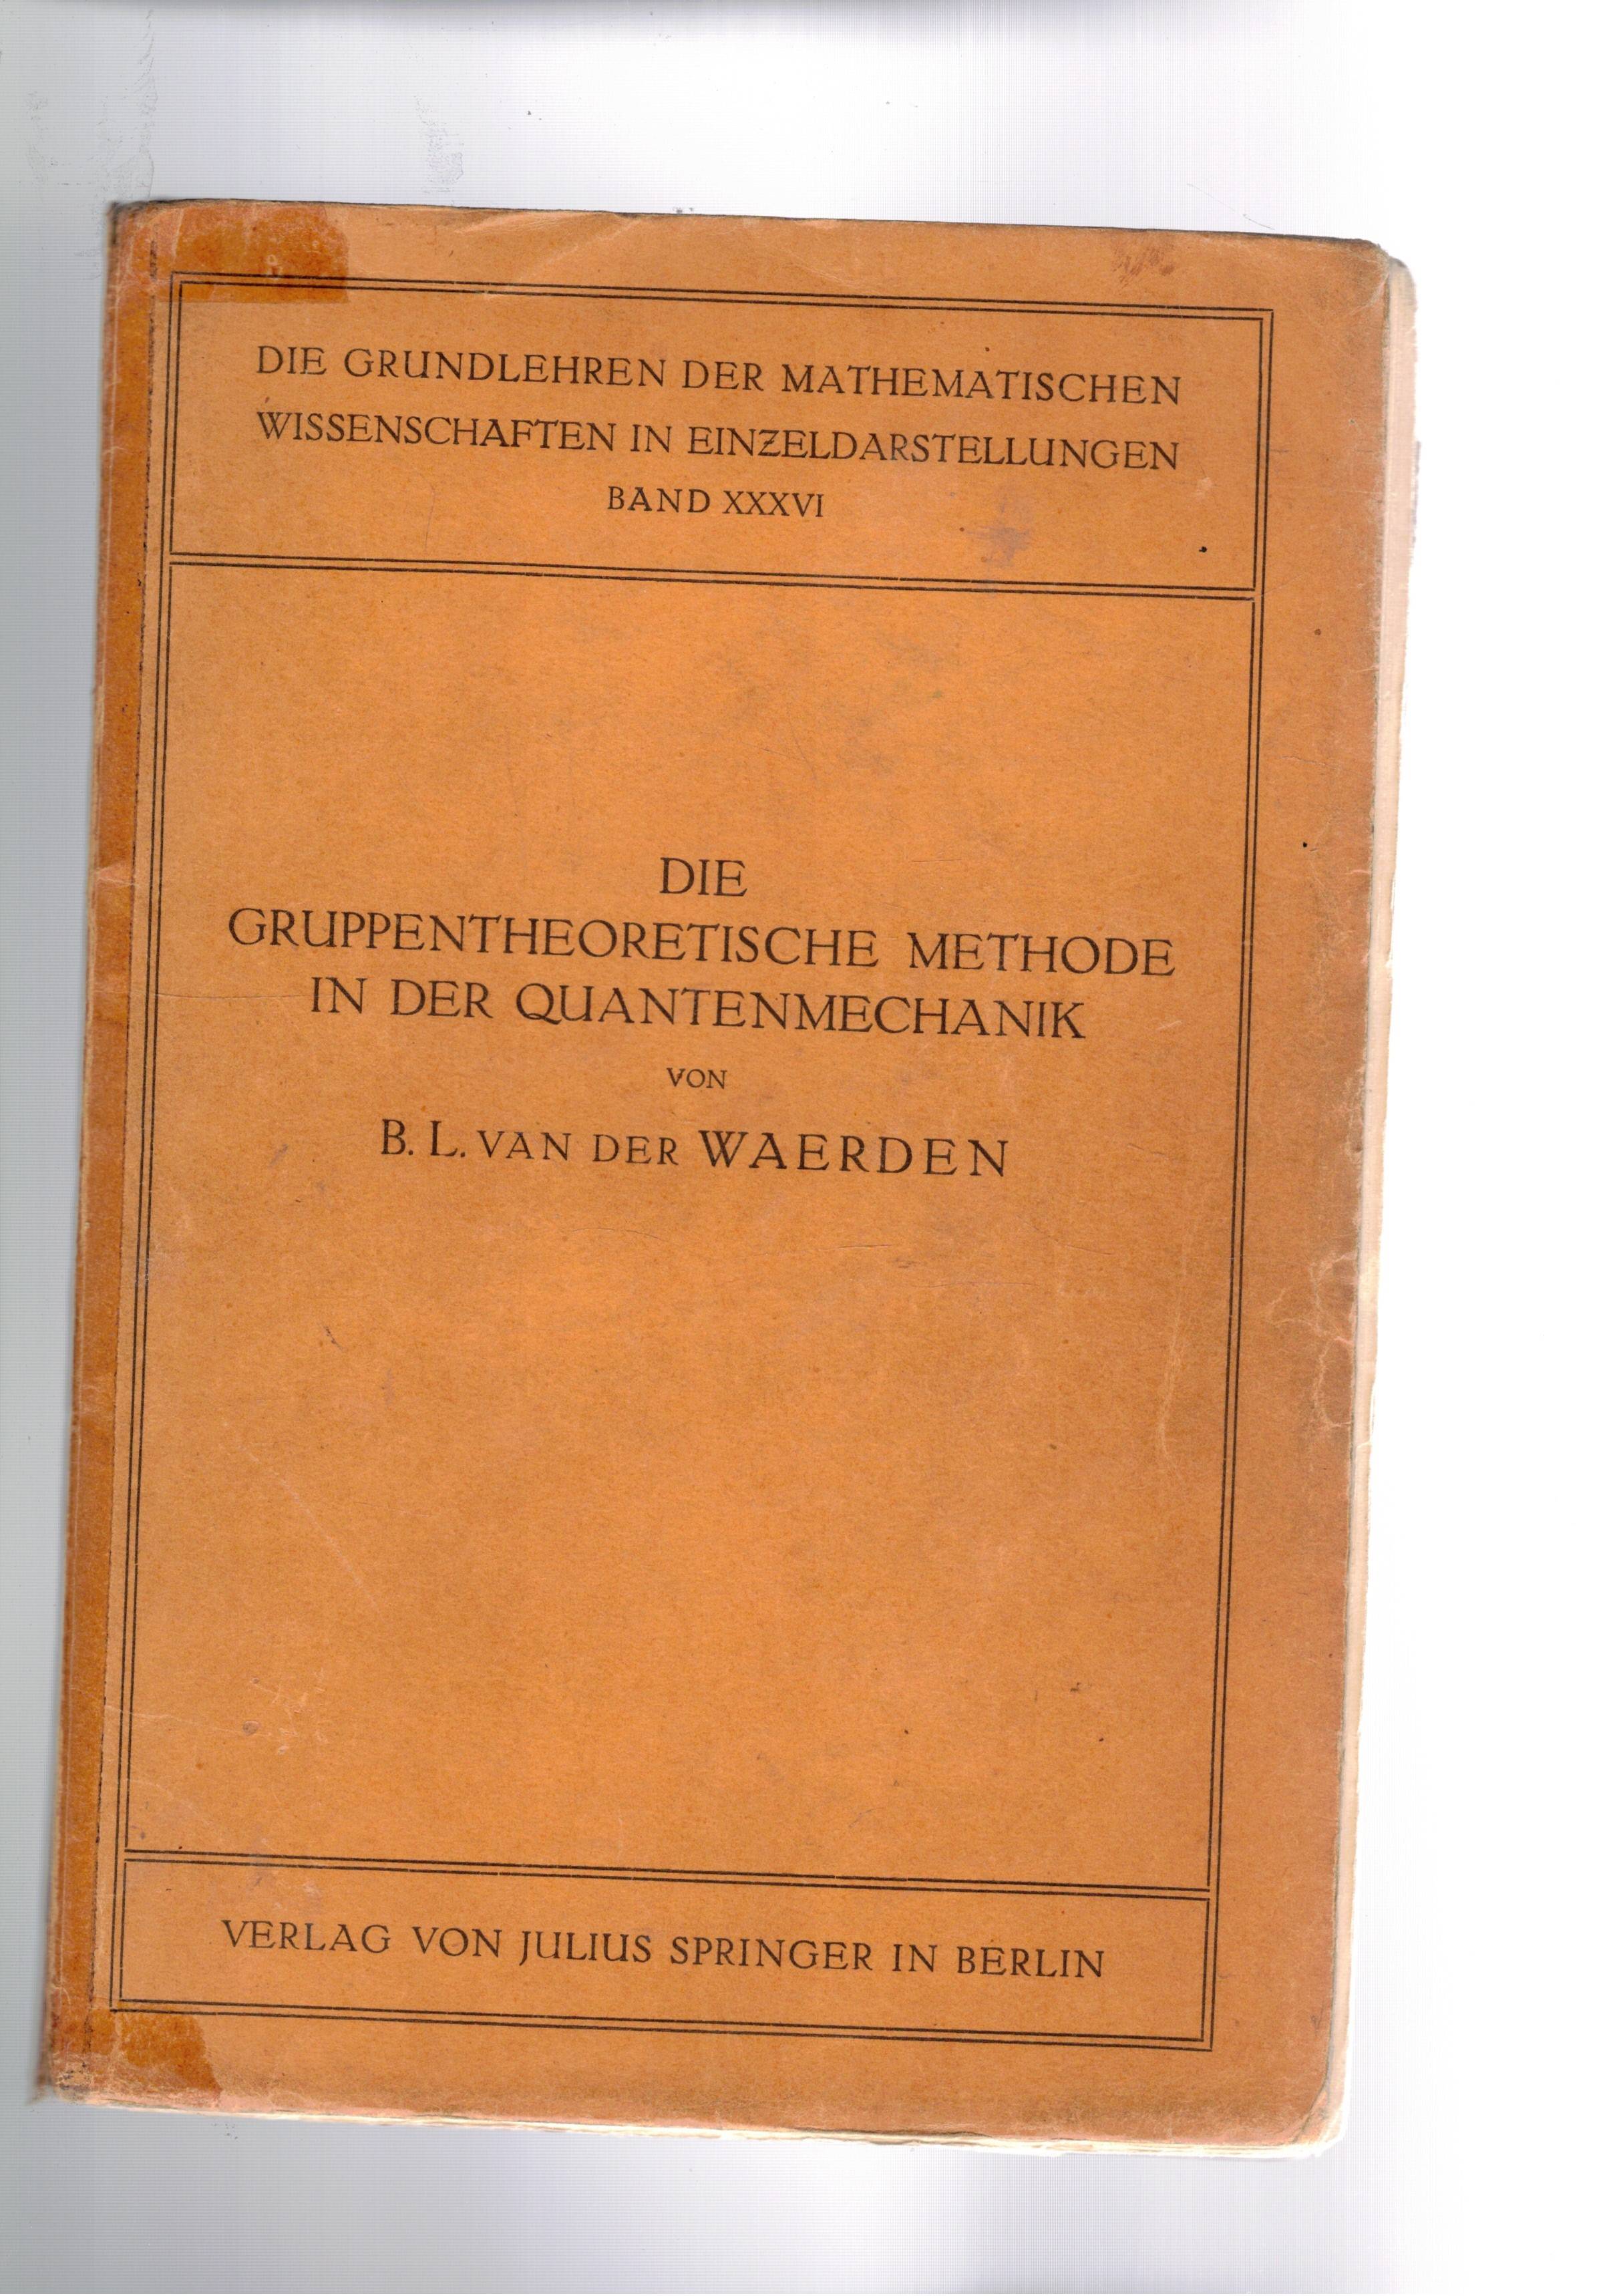 DIE GRUNDLEHREN DER MATHEMATISCHEN
WISSENSCHAFTEN IN EINZELDARSTELLUNGEN
BAND XXXVI
DIE
GRUPPENTHEORETISCHE METHODE
IN DER QUANTENMECHANIK
VON
B. L. VAN DER WAERDEN
VERLAG VON JULIUS SPRINGER IN BERLIN